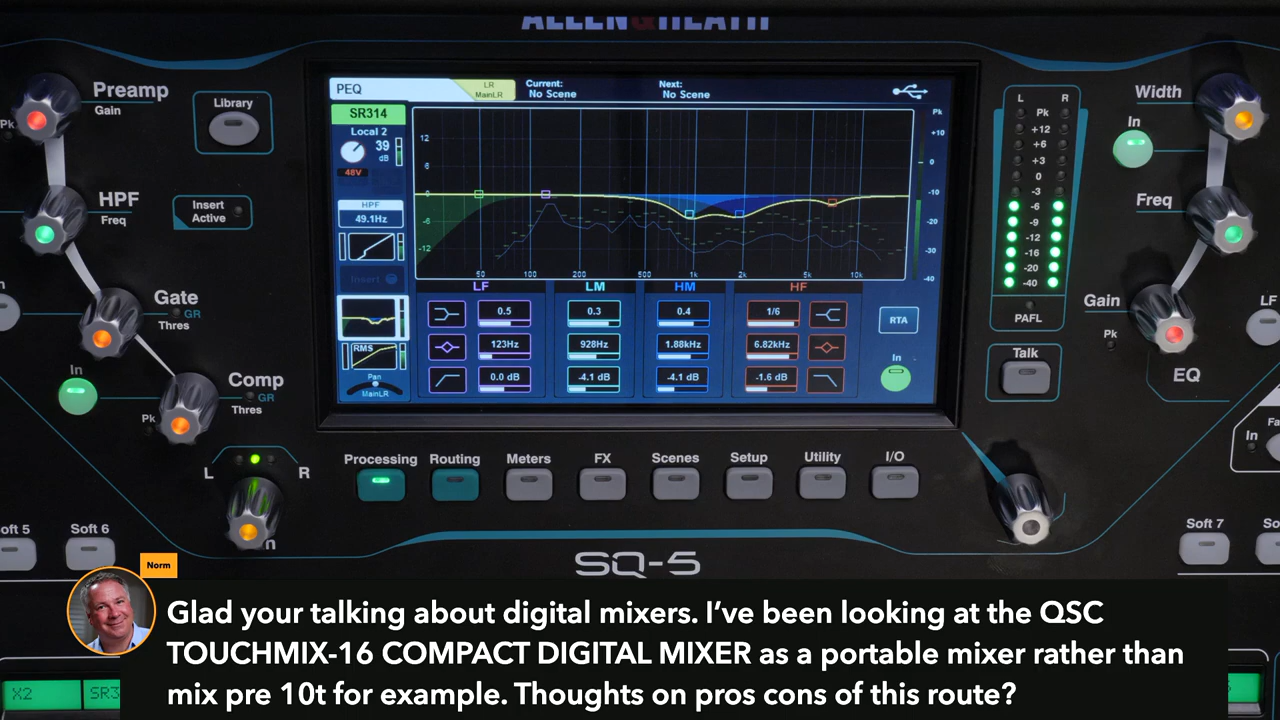 ALLEN&HEATH
Preamp
Gain
Pk
Library
HPF
Freq
Insert
Active
Gate
GR
Thres
In
Comp
GR
Thres
Pk
L
R
Soft 6
PEQ
LR
MainLR
Current:
No Scene
Next:
No Scene
SR314
Local 2
39
dB
48V
HPF
49.1Hz
Insert
RMS
Pan
MainLR
12
6
0
-6
-12
50
100
200
500
1k
2k
5k
10k
Pk
+10
0
-10
-20
-30
-40
LF
LM
HM
HF
0.5
0.3
0.4
1/6
123Hz
928Hz
1.88kHz
6.82kHz
0.0 dB
-4.1 dB
-4.1 dB
-1.6 dB
RTA
In
Processing
Routing
Meters
FX
Scenes
Setup
Utility
I/O
L
R
Pk
+12
+6
+3
0
-3
-6
-9
-12
-16
-20
-40
PAFL
Talk
Width
In
Freq
Gain
Pk
EQ
LF
In
Soft 7
SQ-5
X2
SR3
Norm
Glad your talking about digital mixers. I've been looking at the QSC
TOUCHMIX-16 COMPACT DIGITAL MIXER as a portable mixer rather than
mix pre 10t for example. Thoughts on pros cons of this route?